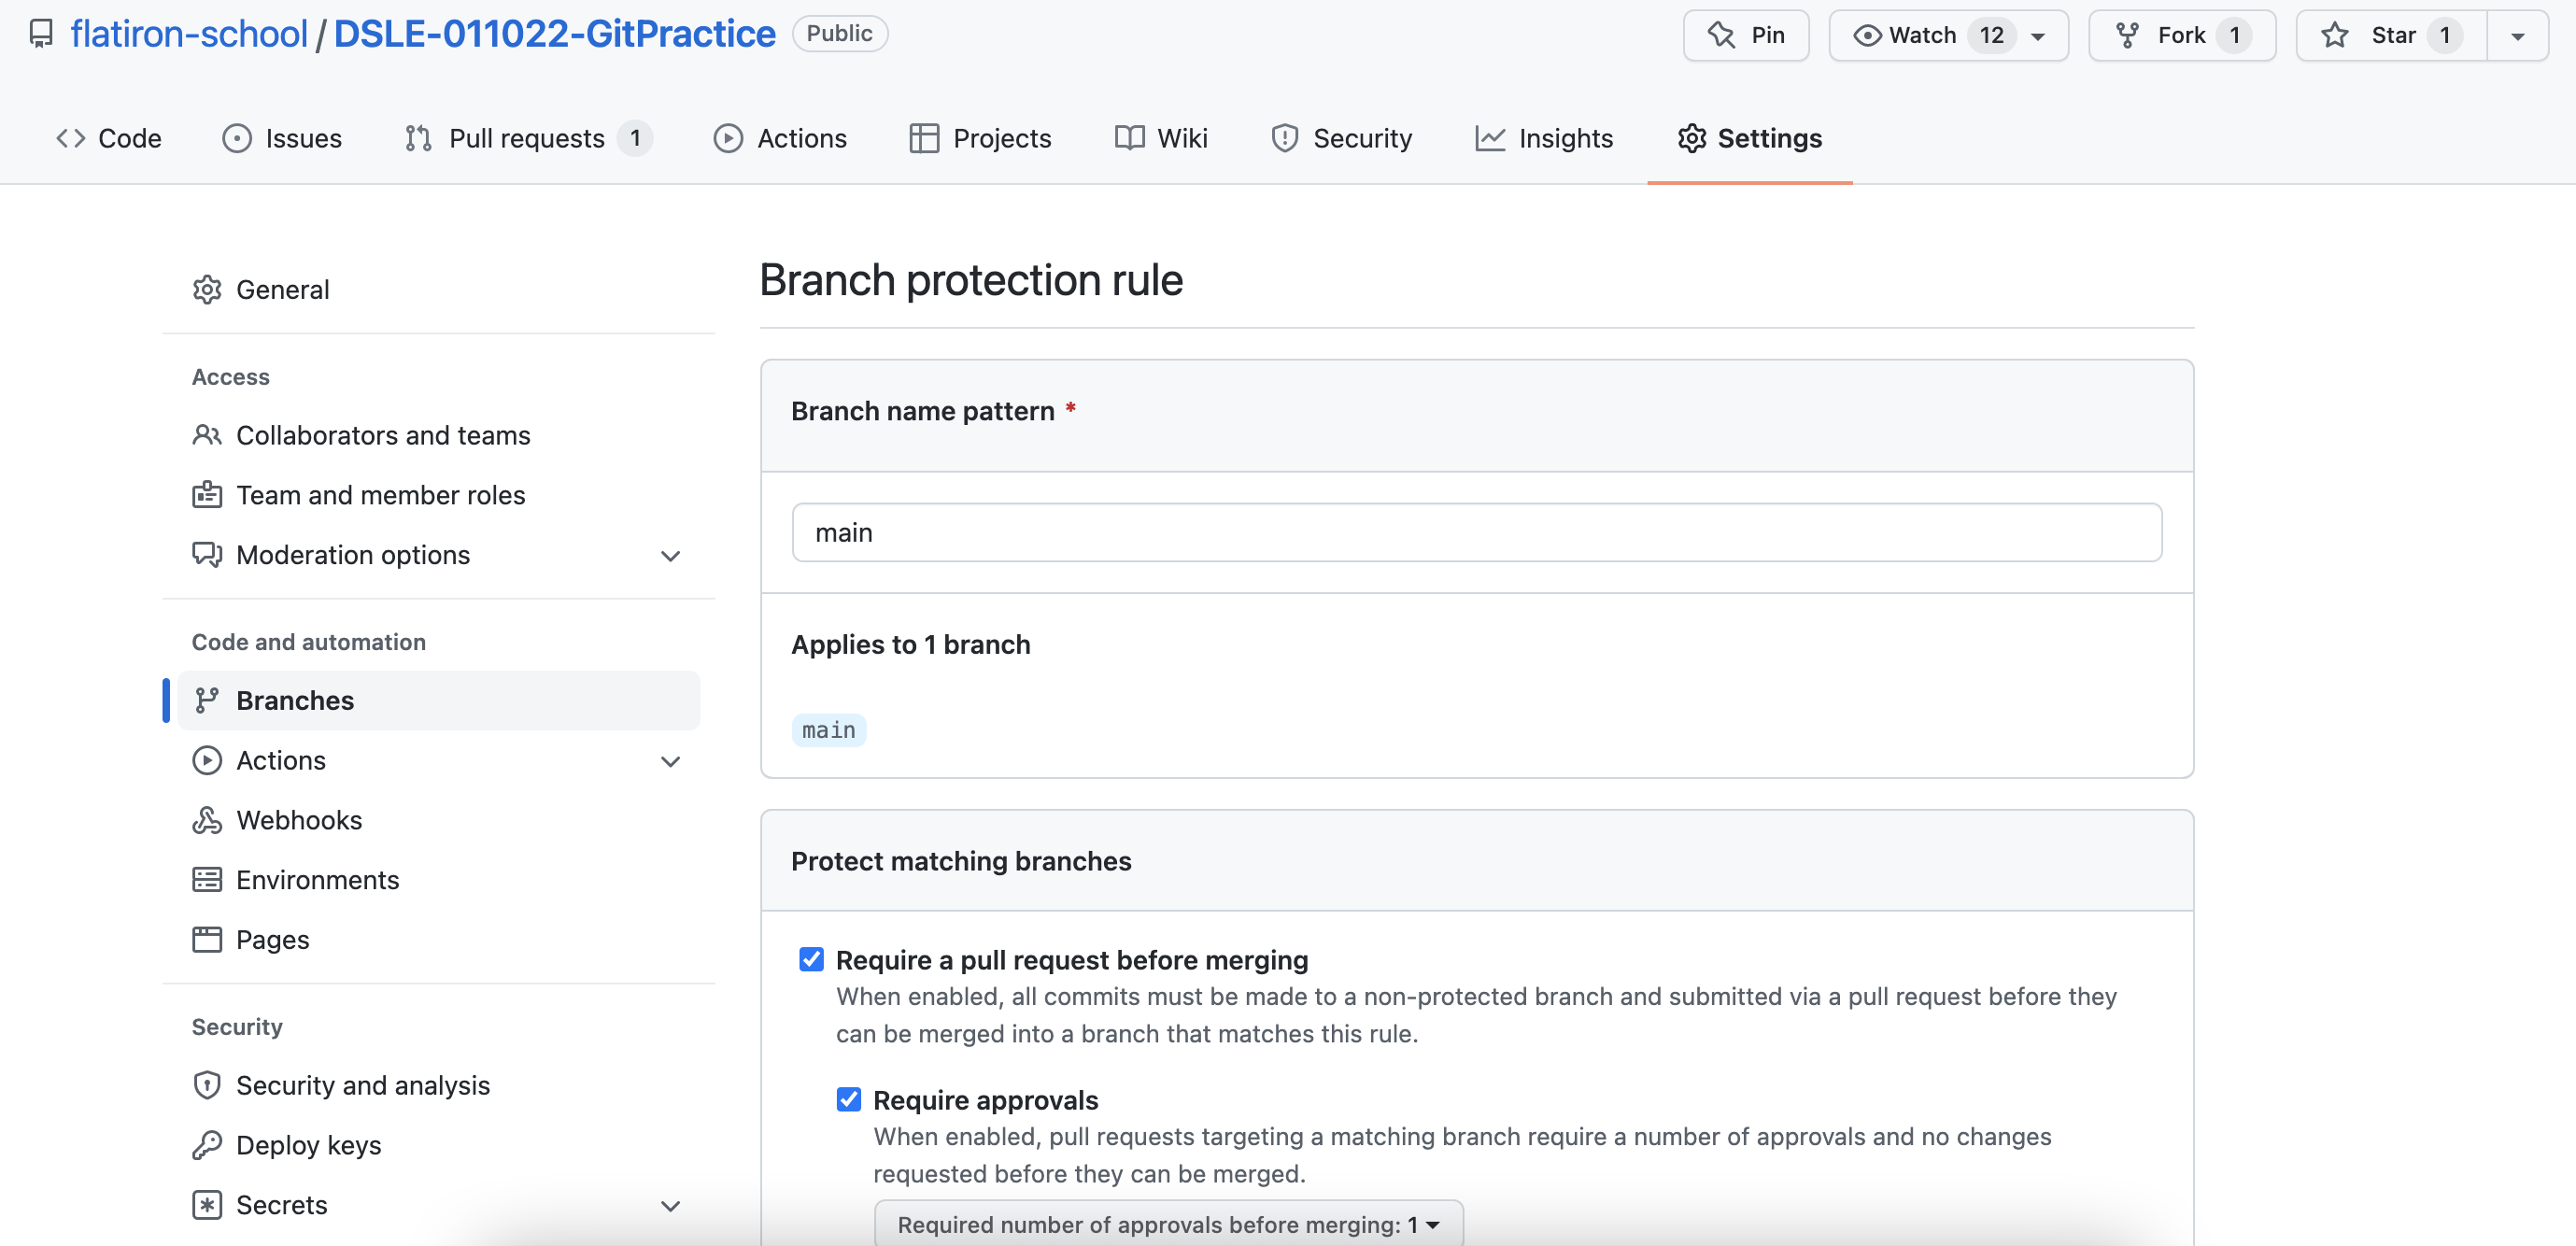 flatiron-school / DSLE-011022-GitPractice Public
Pin
Watch 12
Fork 1
Star 1
Code
Issues
Pull requests 1
Actions
Projects
Wiki
Security
Insights
Settings
General
Access
Collaborators and teams
Team and member roles
Moderation options
Code and automation
Branches
Actions
Webhooks
Environments
Pages
Security
Security and analysis
Deploy keys
Secrets
Branch protection rule
Branch name pattern *
main
Applies to 1 branch
main
Protect matching branches
Require a pull request before merging
When enabled, all commits must be made to a non-protected branch and submitted via a pull request before they
can be merged into a branch that matches this rule.
Require approvals
When enabled, pull requests targeting a matching branch require a number of approvals and no changes
requested before they can be merged.
Required number of approvals before merging: 1